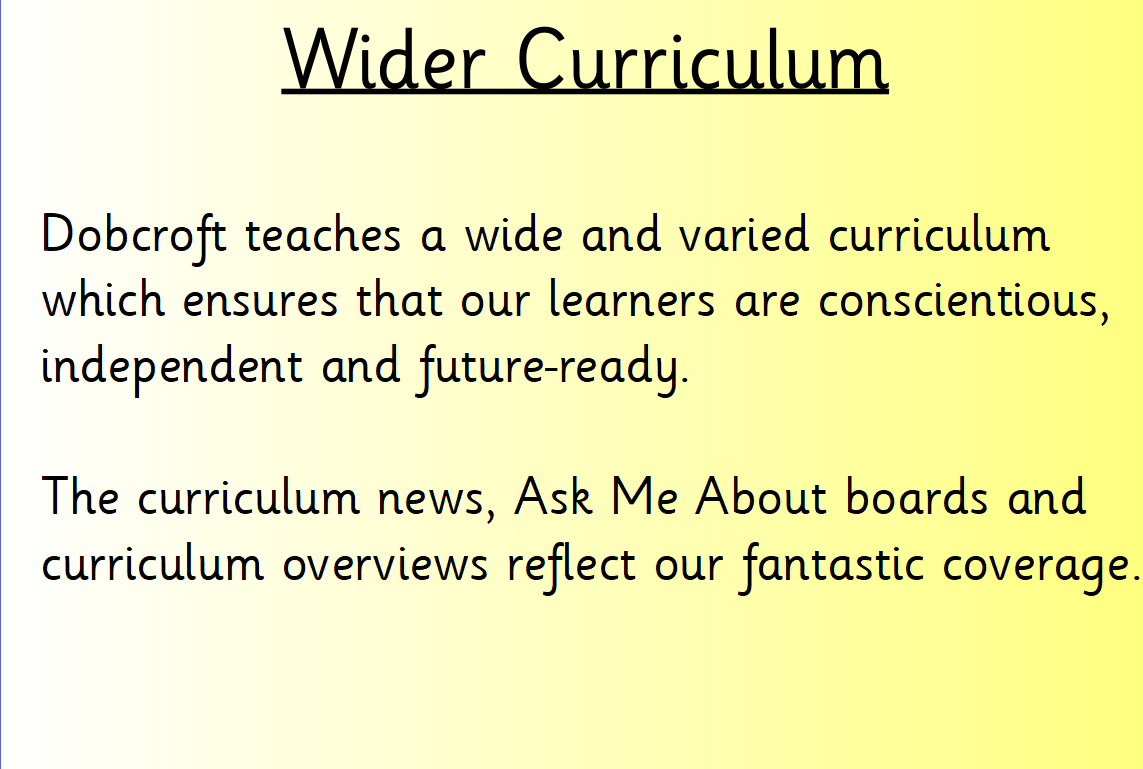 Wider Curriculum
Dobcroft teaches a wide and varied curriculum
which ensures that our learners are conscientious,
independent and future-ready.
The curriculum news, Ask Me About boards and
curriculum overviews reflect our fantastic coverage.